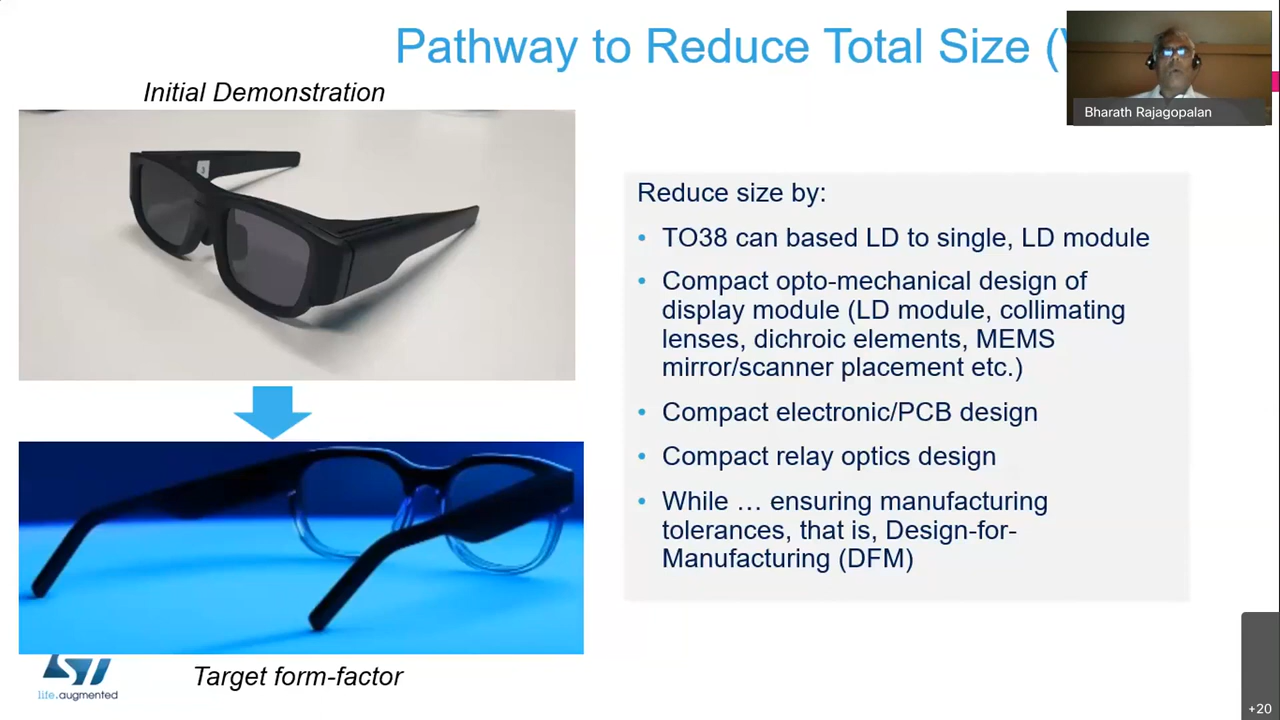 Pathway to Reduce Total Size (
Initial Demonstration
Bharath Rajagopalan
Reduce size by:
• TO38 can based LD to single, LD module
• Compact opto-mechanical design of
display module (LD module, collimating
lenses, dichroic elements, MEMS
mirror/scanner placement etc.)
• Compact electronic/PCB design
• Compact relay optics design
• While … ensuring manufacturing
tolerances, that is, Design-for-
Manufacturing (DFM)
Target form-factor
ST
life.augmented
+20